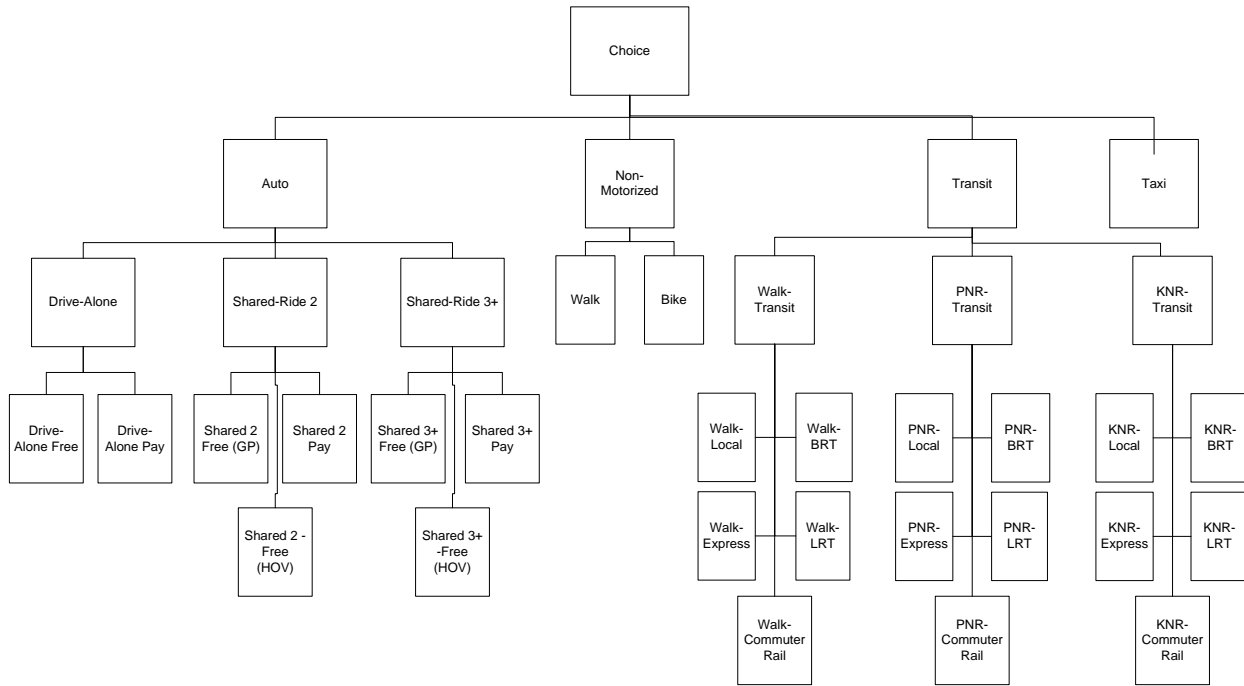 Choice
Auto
Non-
Motorized
Transit
Taxi
Drive-Alone
Shared-Ride 2
Shared-Ride 3+
Walk
Bike
Walk-
Transit
PNR-
Transit
KNR-
Transit
Drive-
Alone Free
Drive-
Alone Pay
Shared 2
Free (GP)
Shared 2
Pay
Shared 3+
Free (GP)
Shared 3+
Pay
Walk-
Local
Walk-
BRT
PNR-
Local
PNR-
BRT
KNR-
Local
KNR-
BRT
Shared 2 -
Free
(HOV)
Shared 3+
-Free
(HOV)
Walk-
Express
Walk-
LRT
PNR-
Express
PNR-
LRT
KNR-
Express
KNR-
LRT
Walk-
Commuter
Rail
PNR-
Commuter
Rail
KNR-
Commuter
Rail